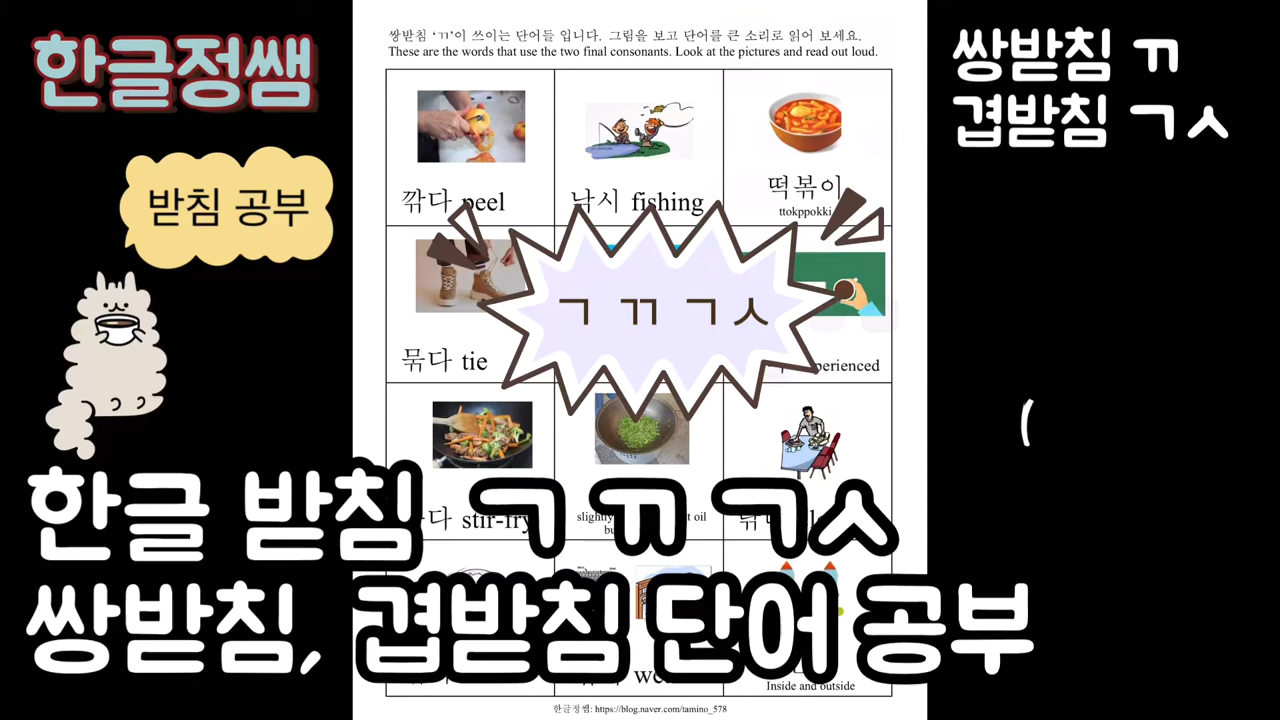 한글정쌤
받침 공부
쌍받침 ㄲ
겹받침 ㄱㅅ
쌍받침 ‘ㄲ’이 쓰이는 단어들 입니다. 그림을 보고 단어를 큰 소리로 읽어 보세요.
These are the words that use the two final consonants. Look at the pictures and read out loud.
깎다 peel
낚시 fishing
떡볶이
ttokppokki
ㄱ ㄲ ㄱㅅ
묶다 tie
stir-fry
slightly
oil
한글 받침 ㄱ ㄲ ㄱㅅ
쌍받침, 겹받침 단어 공부
Inside and outside
한글정쌤: https://blog.naver.com/tamino_578